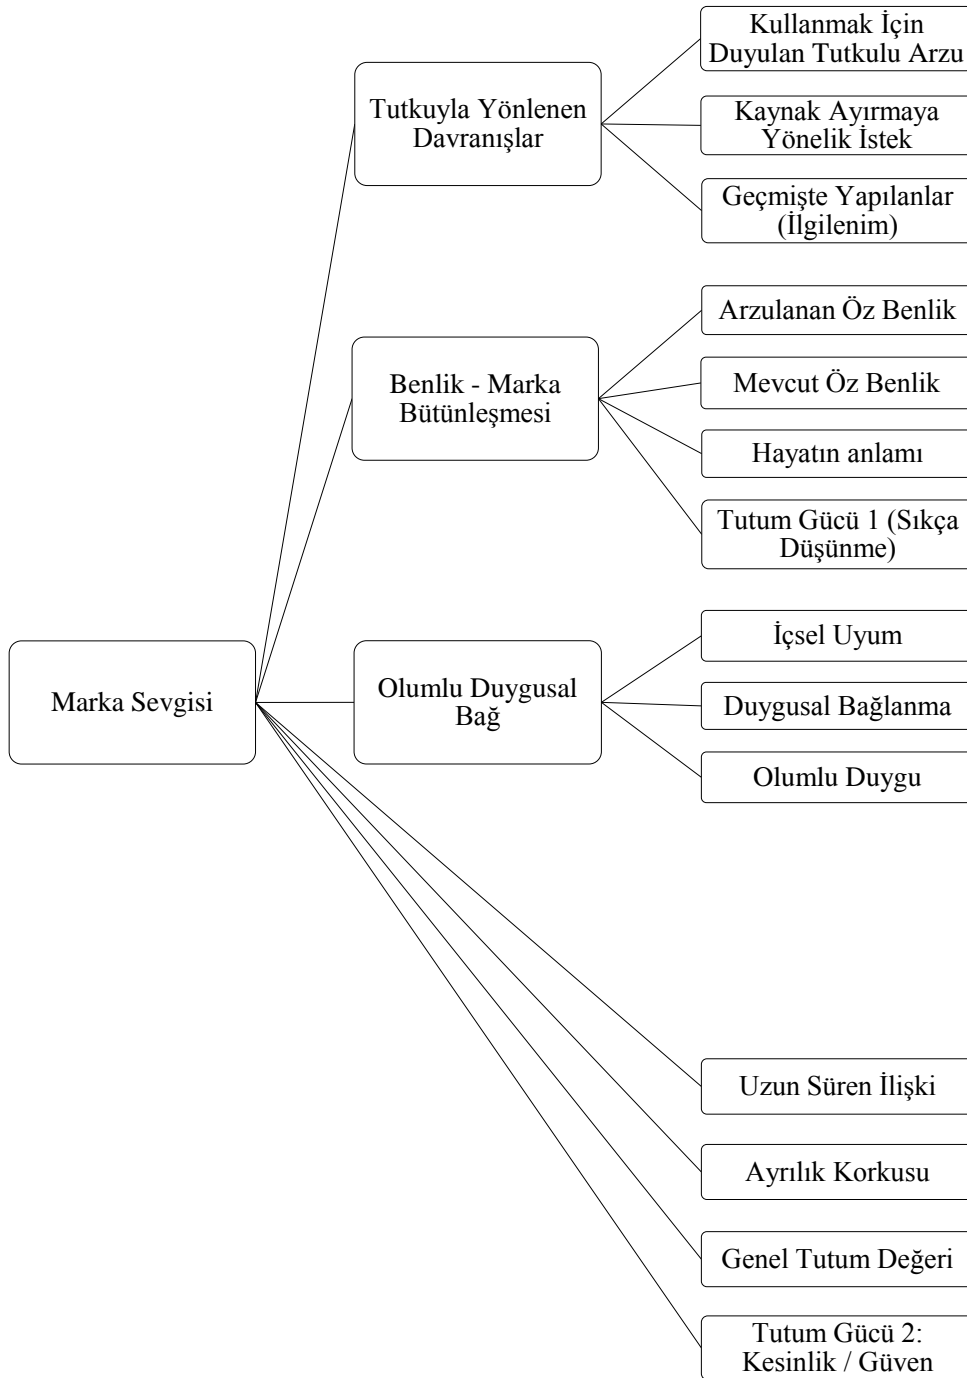 Kullanmak İçin
Duyulan Tutkulu Arzu
Tutkuyla Yönlenen
Davranışlar
Kaynak Ayırmaya
Yönelik İstek
Geçmişte Yapılanlar
(İlgilenim)
Arzulanan Öz Benlik
Benlik - Marka
Bütünleşmesi
Mevcut Öz Benlik
Hayatın anlamı
Tutum Gücü 1 (Sıkça
Düşünme)
İçsel Uyum
Marka Sevgisi
Olumlu Duygusal
Bağ
Duygusal Bağlanma
Olumlu Duygu
Uzun Süren İlişki
Ayrılık Korkusu
Genel Tutum Değeri
Tutum Gücü 2:
Kesinlik / Güven